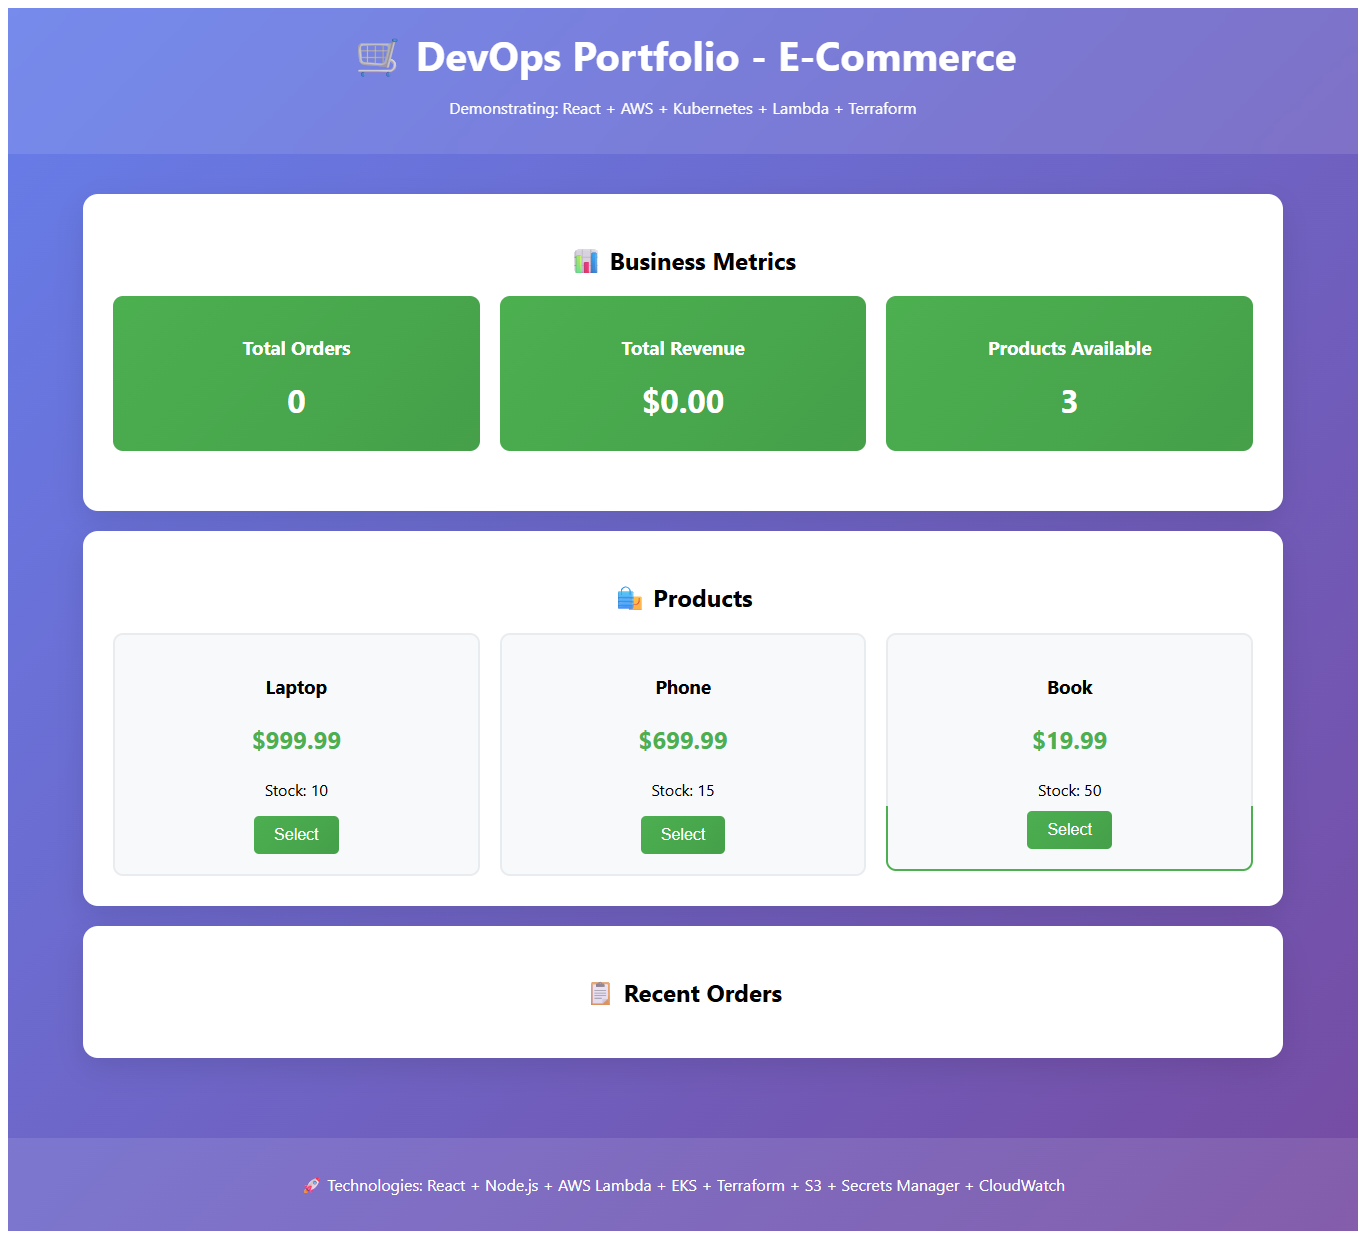 DevOps Portfolio - E-Commerce
Demonstrating: React + AWS + Kubernetes + Lambda + Terraform
Business Metrics
Total Orders
0
Total Revenue
$0.00
Products Available
3
Products
Laptop
$999.99
Stock: 10
Select
Phone
$699.99
Stock: 15
Select
Book
$19.99
Stock: 50
Select
Recent Orders
Technologies: React + Node.js + AWS Lambda + EKS + Terraform + S3 + Secrets Manager + CloudWatch